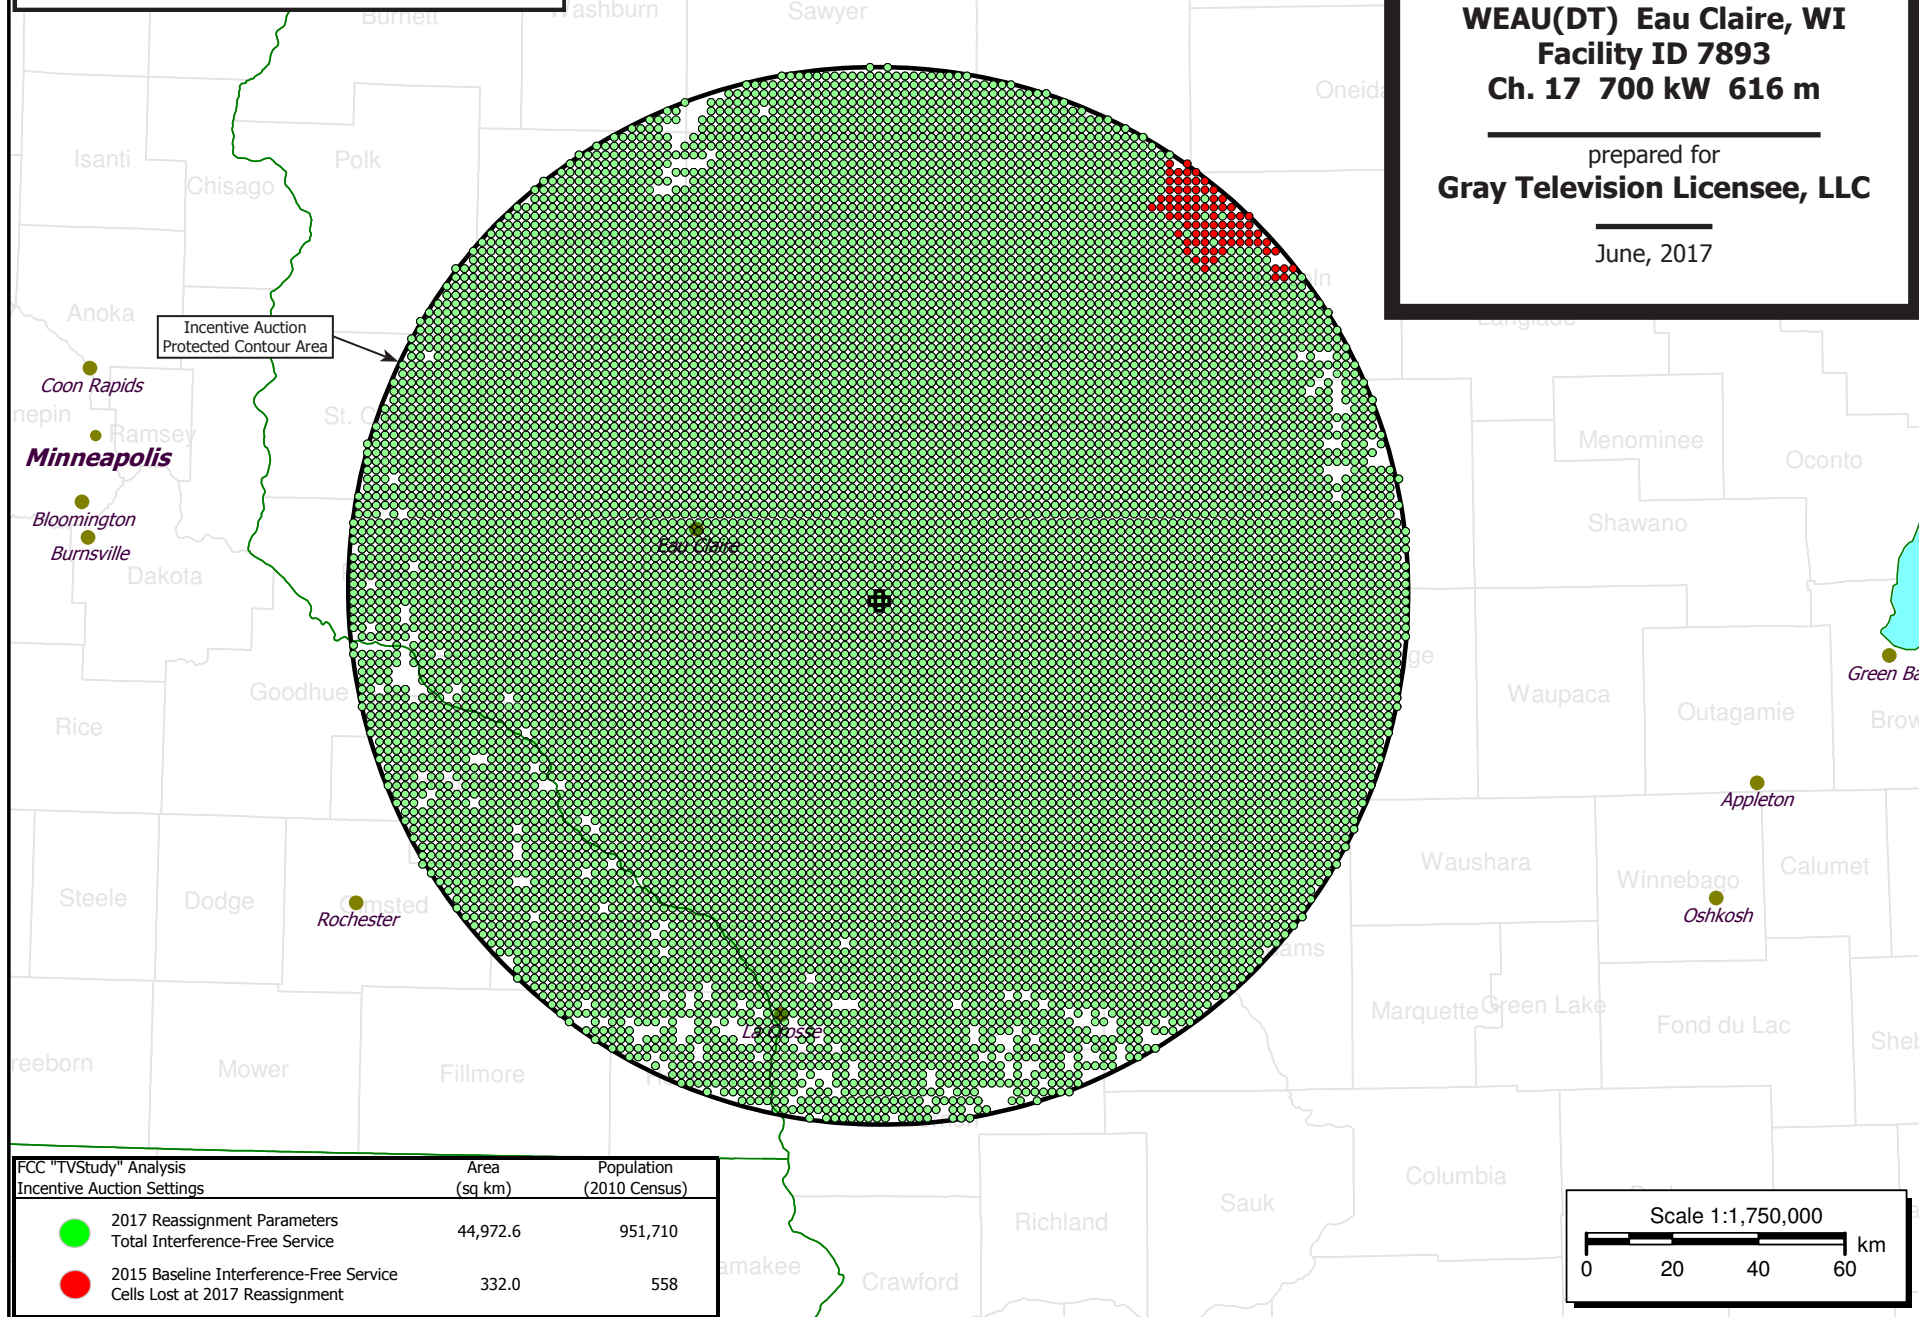 WEAU(DT) Eau Claire, WI
Facility ID 7893
Ch. 17 700 kW 616 m
prepared for
Gray Television Licensee, LLC
June, 2017
Burnett
Washburn
Sawyer
Isanti
Chisago
Polk
Anoka
Incentive Auction
Protected Contour Area
Coon Rapids
Ramsey
Minneapolis
Bloomington
Burnsville
Dakota
Eau Claire
Menominee
Oconto
Shawano
Goodhue
Rice
Waupaca
Outagamie
Green Ba
Brow
Appleton
Steele
Dodge
Olmsted
Rochester
Waushara
Winnebago
Calumet
Oshkosh
Marquette
Green Lake
Fond du Lac
Sheb
La Crosse
reeborn
Mower
Fillmore
Columbia
Sauk
Richland
amakee
Crawford
FCC "TVStudy" Analysis
Incentive Auction Settings
Area
(sq km)
Population
(2010 Census)
2017 Reassignment Parameters
Total Interference-Free Service
44,972.6
951,710
2015 Baseline Interference-Free Service
Cells Lost at 2017 Reassignment
332.0
558
Scale 1:1,750,000
km
0 20 40 60